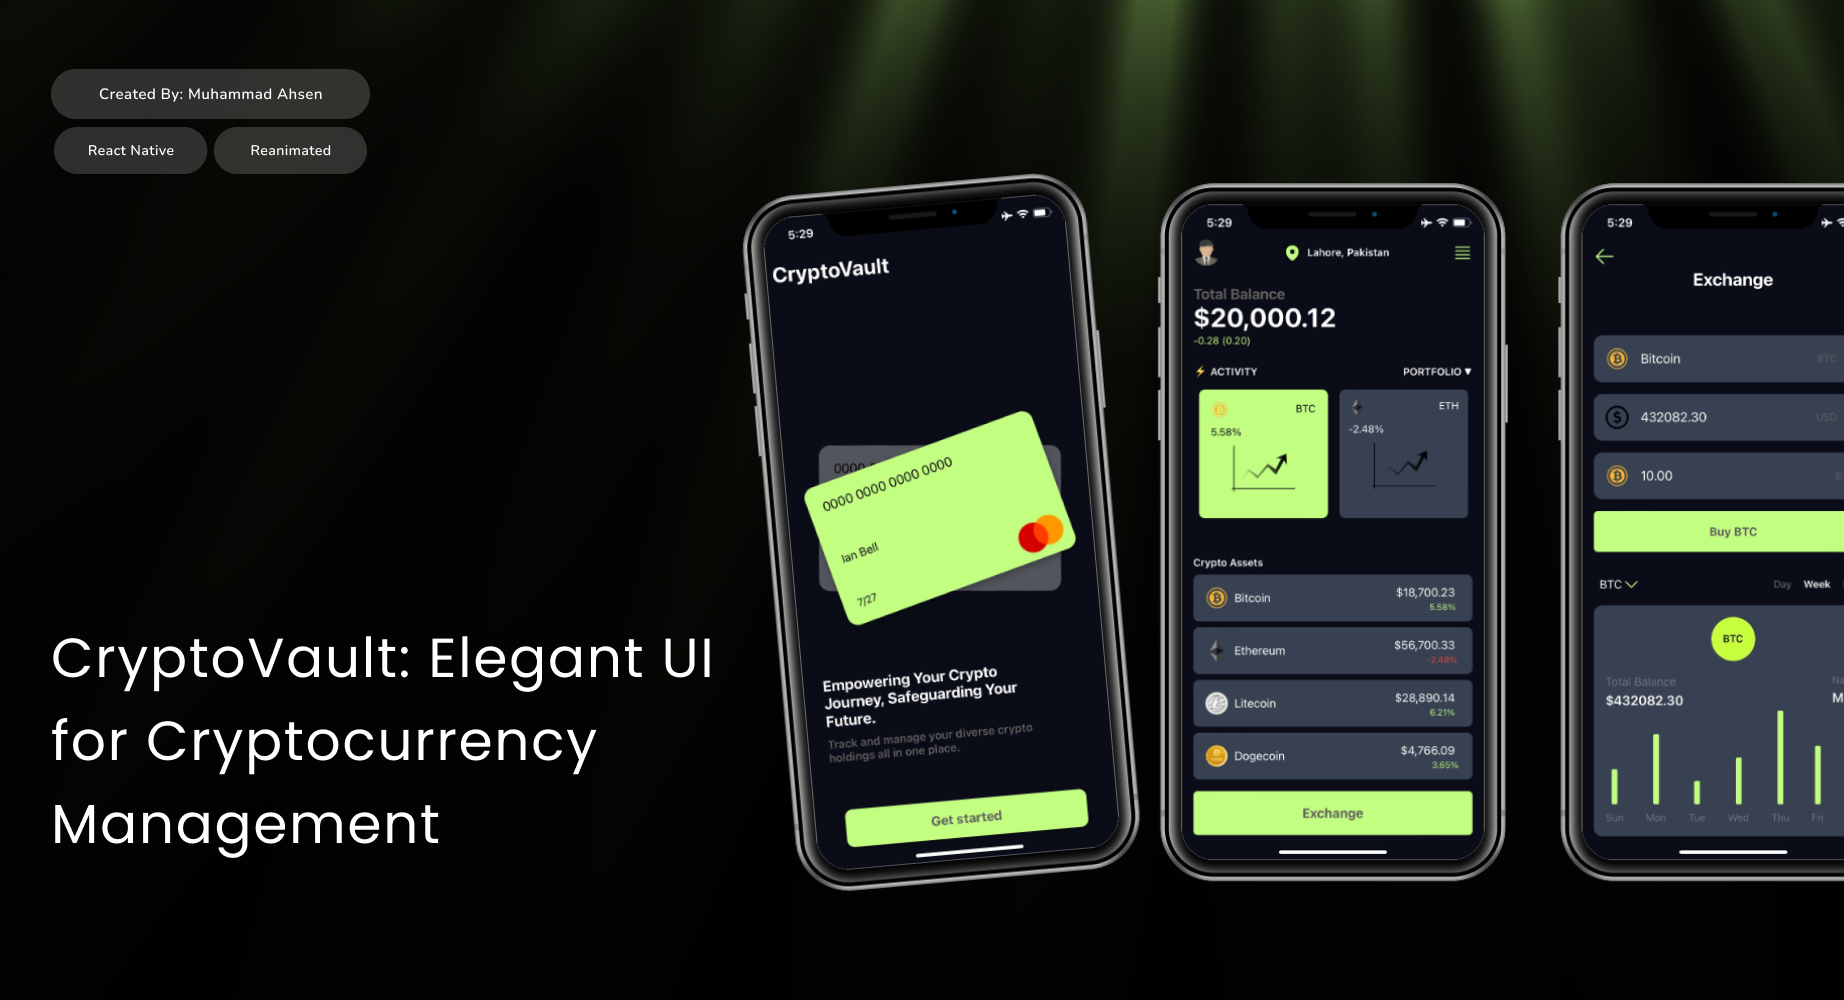 Created By: Muhammad Ahsen
React Native
Reanimated
CryptoVault: Elegant UI
for Cryptocurrency
Management
5:29
CryptoVault
0000
0000 0000 0000 0000
Ian Bell
7/27
Empowering Your Crypto
Journey, Safeguarding Your
Future.
Track and manage your diverse crypto
holdings all in one place.
Get started
5:29
Lahore, Pakistan
Total Balance
$20,000.12
-0.28 (0.20)
ACTIVITY
PORTFOLIO
BTC
5.58%
ETH
-2.48%
Crypto Assets
Bitcoin
$18,700.23
5.58%
Ethereum
$56,700.33
-2.48%
Litecoin
$28,890.14
6.21%
Dogecoin
$4,766.09
3.65%
Exchange
5:29
Exchange
Bitcoin
BTC
432082.30
USD
10.00
Buy BTC
BTC
Day
Week
BTC
Total Balance
$432082.30
Sun
Mon
Tue
Wed
Thu
Fri